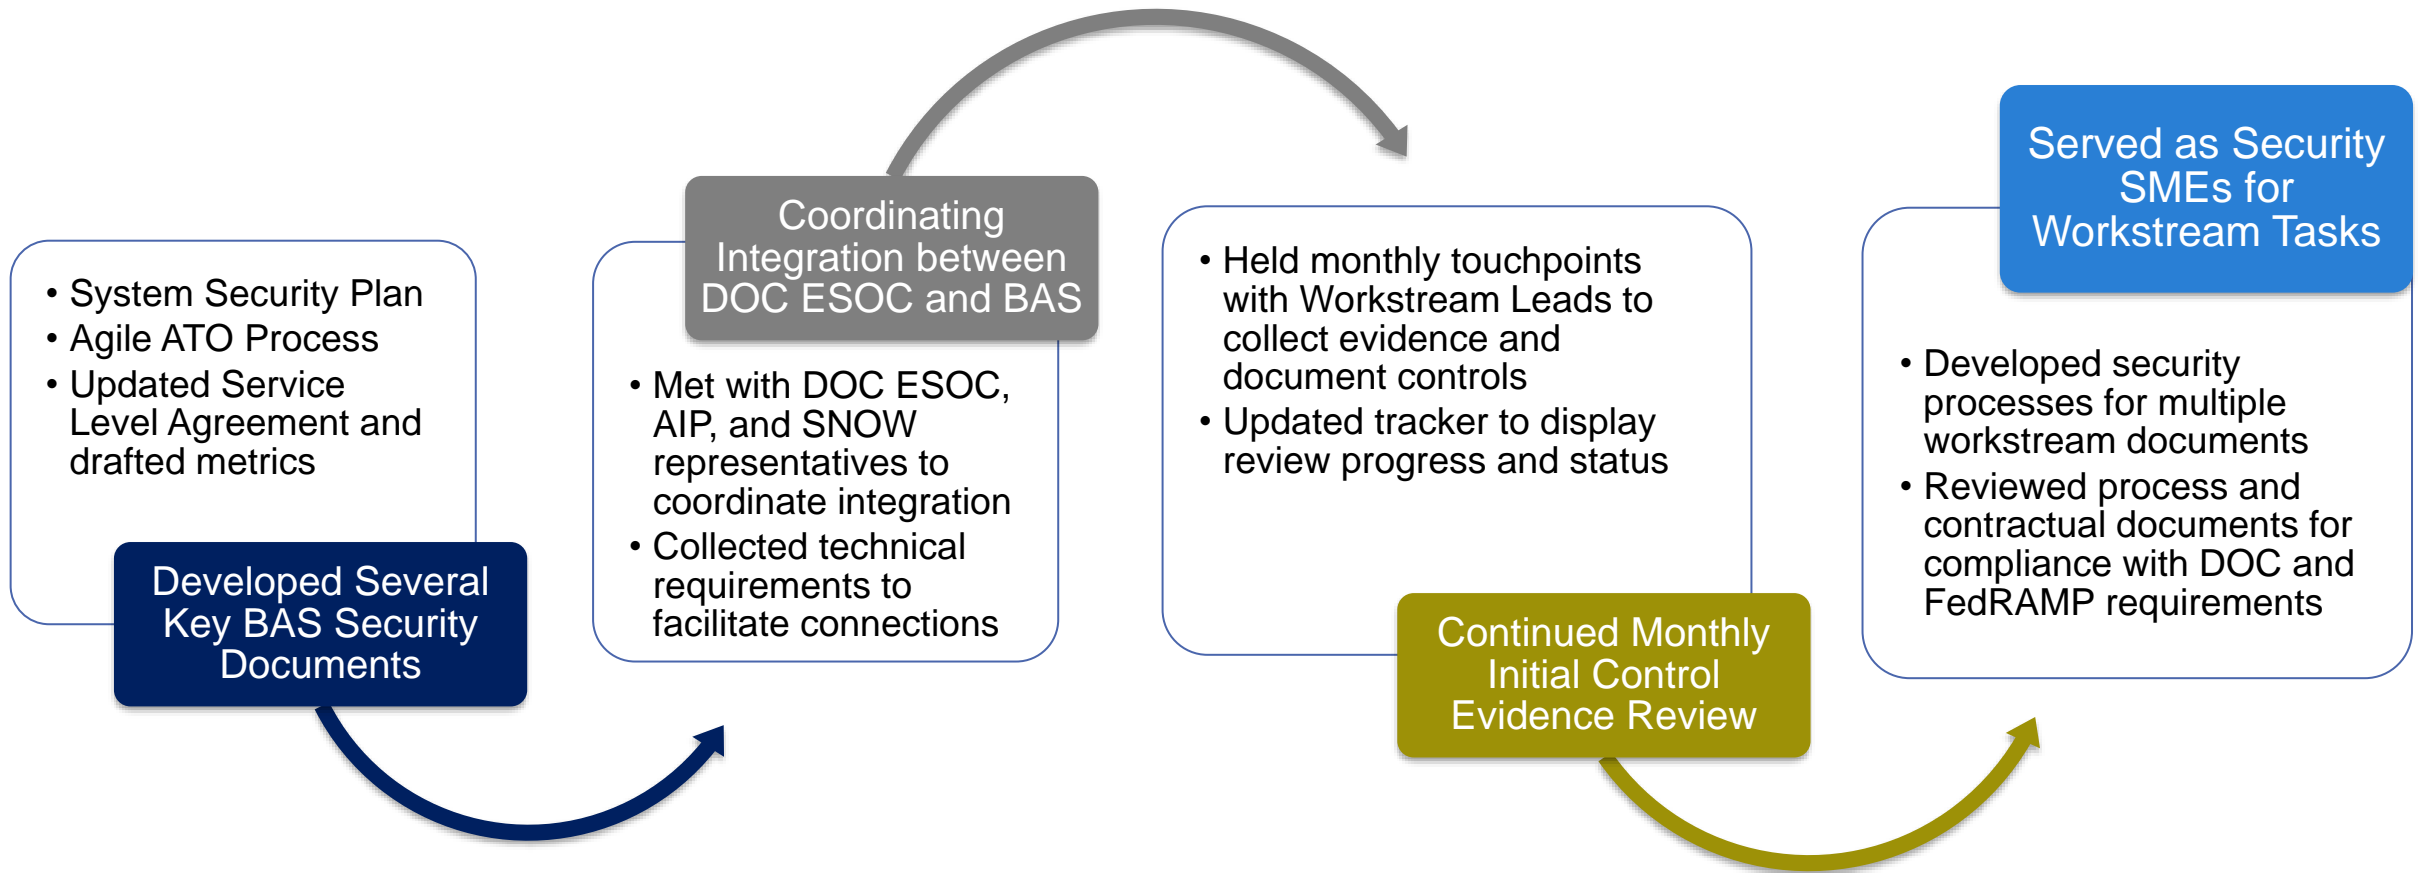 • System Security Plan
• Agile ATO Process
• Updated Service
Level Agreement and
drafted metrics
Developed Several
Key BAS Security
Documents
Coordinating
Integration between
DOC ESOC and BAS
• Met with DOC ESOC,
AIP, and SNOW
representatives to
coordinate integration
• Collected technical
requirements to
facilitate connections
• Held monthly touchpoints
with Workstream Leads to
collect evidence and
document controls
• Updated tracker to display
review progress and status
Continued Monthly
Initial Control
Evidence Review
Served as Security
SMEs for
Workstream Tasks
• Developed security
processes for multiple
workstream documents
• Reviewed process and
contractual documents for
compliance with DOC and
FedRAMP requirements